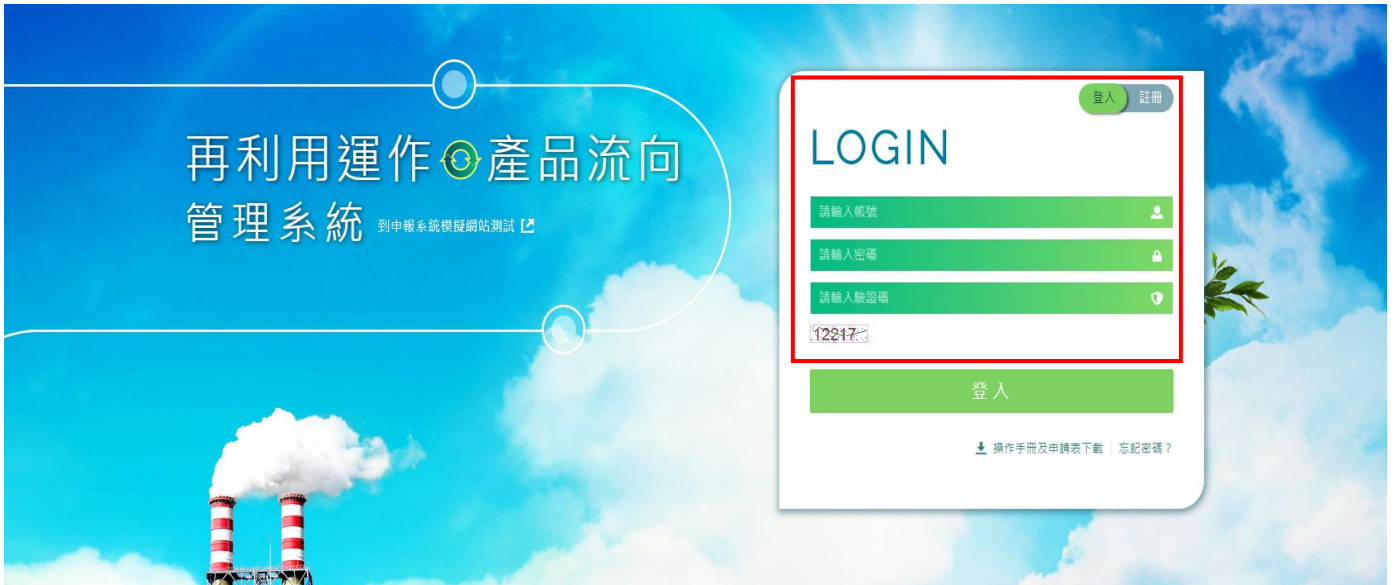 再利用運作產品流向
管理系統 到申報系統模擬網站測試
登入 註冊
LOGIN
請輸入帳號
請輸入密碼
請輸入驗證碼
12217
登入
操作手冊及申請表下載 忘記密碼?